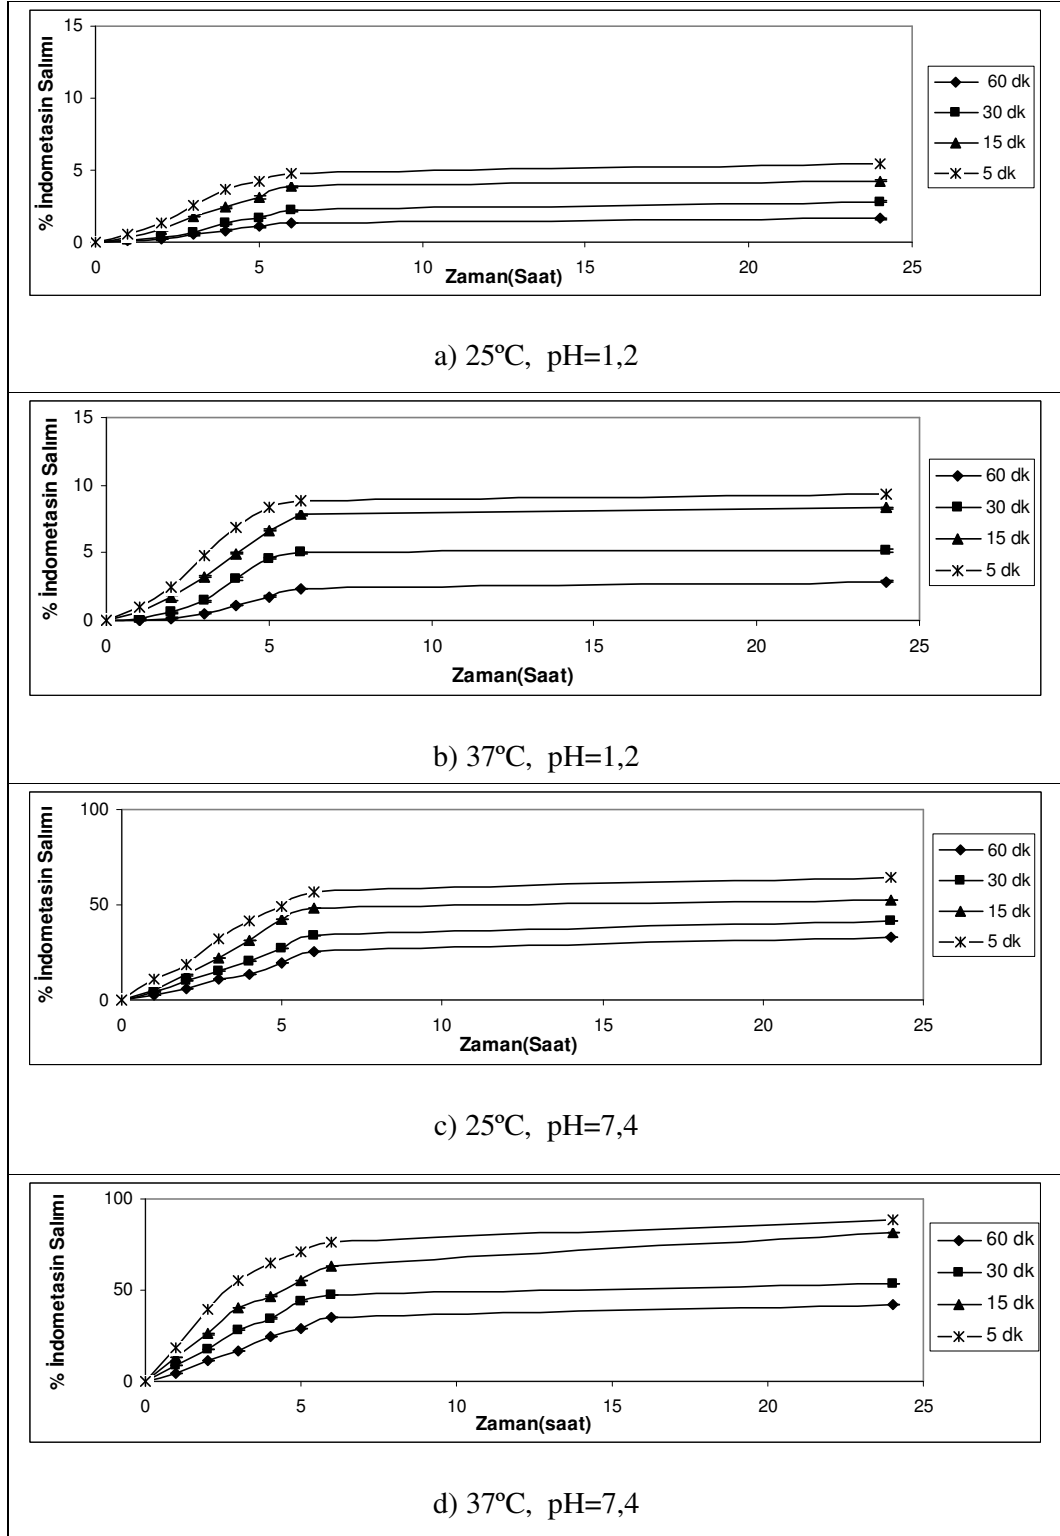 15
10
5
0
% İndometasin Salımı
0 5 10 15 20 25
Zaman(Saat)
60 dk
30 dk
15 dk
5 dk
a) 25ºC, pH=1,2
15
10
5
0
% İndometasin Salımı
0 5 10 15 20 25
Zaman(Saat)
60 dk
30 dk
15 dk
5 dk
b) 37ºC, pH=1,2
100
50
0
% İndometasin Salımı
0 5 10 15 20 25
Zaman(Saat)
60 dk
30 dk
15 dk
5 dk
c) 25ºC, pH=7,4
100
50
0
% İndometasin Salımı
0 5 10 15 20 25
Zaman(saat)
60 dk
30 dk
15 dk
5 dk
d) 37ºC, pH=7,4